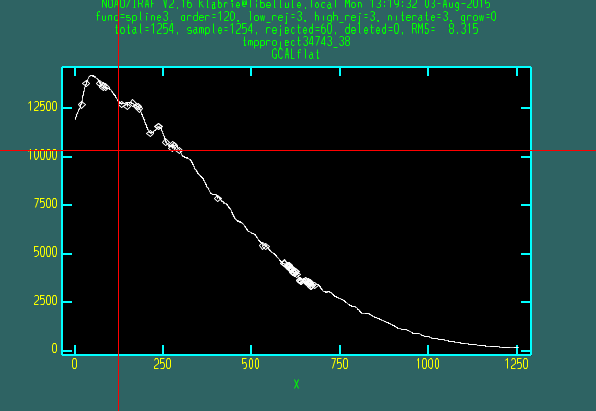 NOAO/IRAF V2.16 klabrie@libellule.local Mon 13:19:32 03-Aug-2015
func=spline3, order=120, low_rej=3, high_rej=3, niterate=3, grow=0
total=1254, sample=1254, rejected=60, deleted=0, RMS= 8.315
tmpproject34743_38
GCALflat
12500
10000
7500
5000
2500
0
0 250 500 750 1000 1250
X